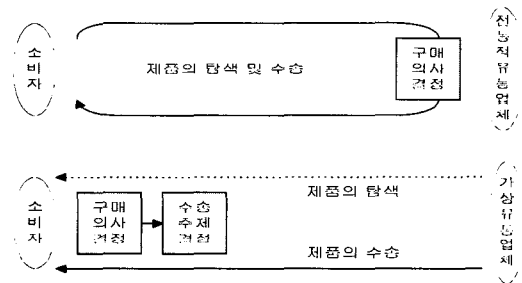 소비자
제품의 탐색 및 수송
구매
의사
결정
전통적유통업체
소비자
제품의 탐색
구매
의사
결정
수송
주체
결정
제품의 수송
가상유통업체